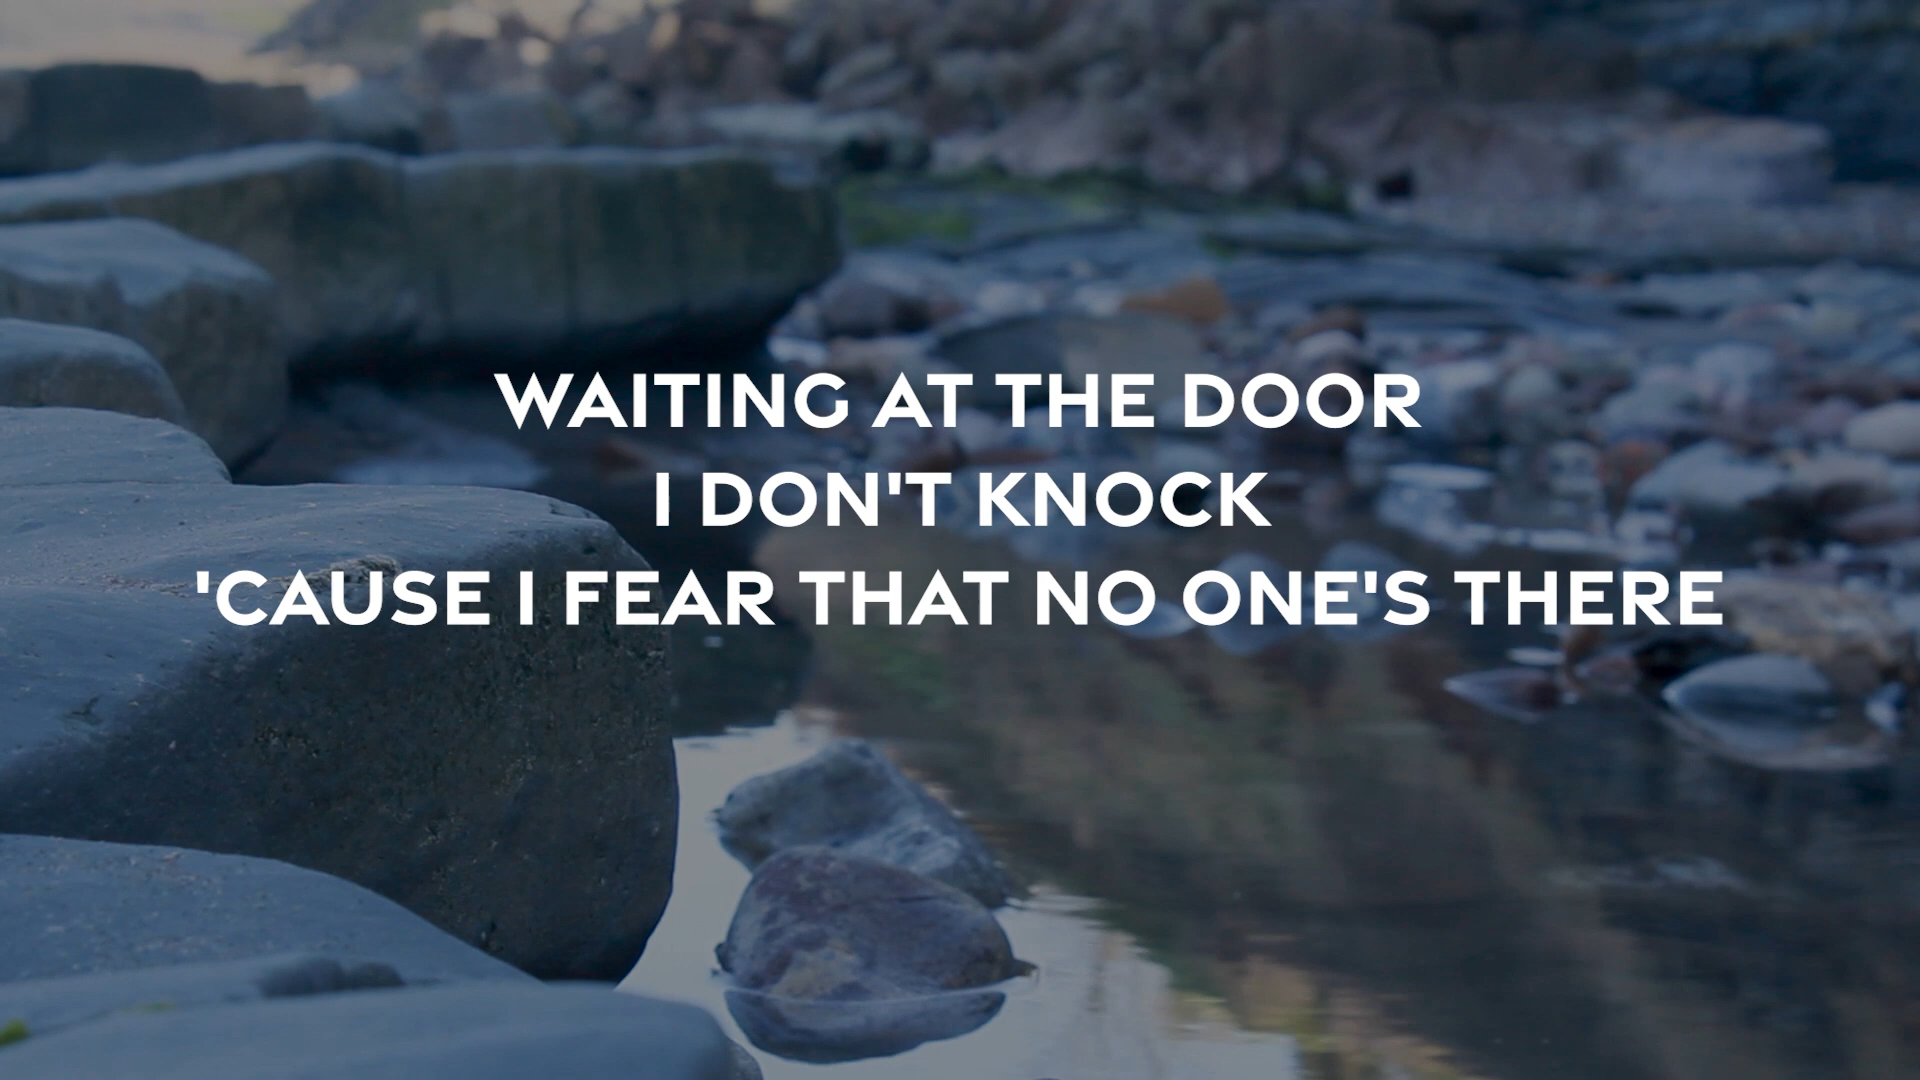 WAITING AT THE DOOR
I DON'T KNOCK
'CAUSE I FEAR THAT NO ONE'S THERE